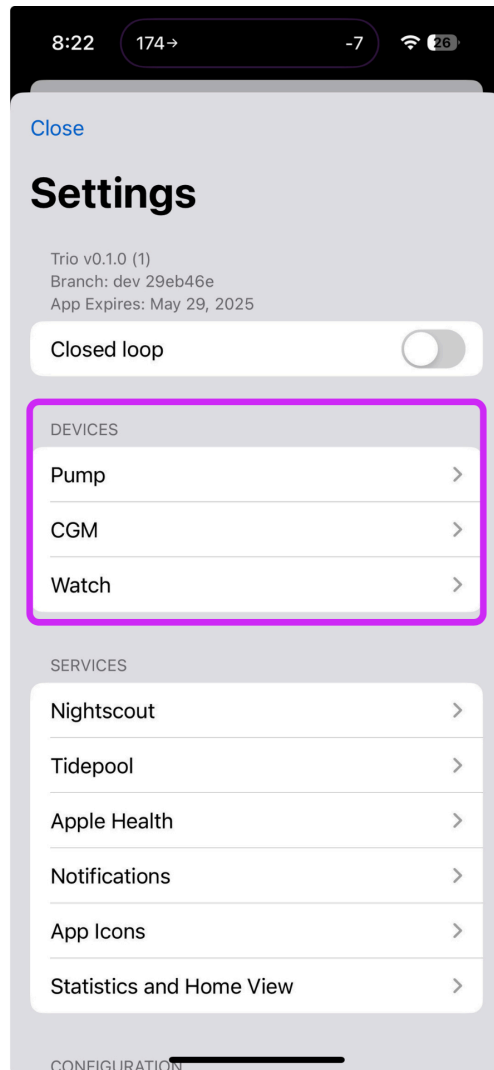 8:22
174→
-7
26
Close
Settings
Trio v0.1.0 (1)
Branch: dev 29eb46e
App Expires: May 29, 2025
Closed loop
DEVICES
Pump
CGM
Watch
SERVICES
Nightscout
Tidepool
Apple Health
Notifications
App Icons
Statistics and Home View
CONFIGURATION